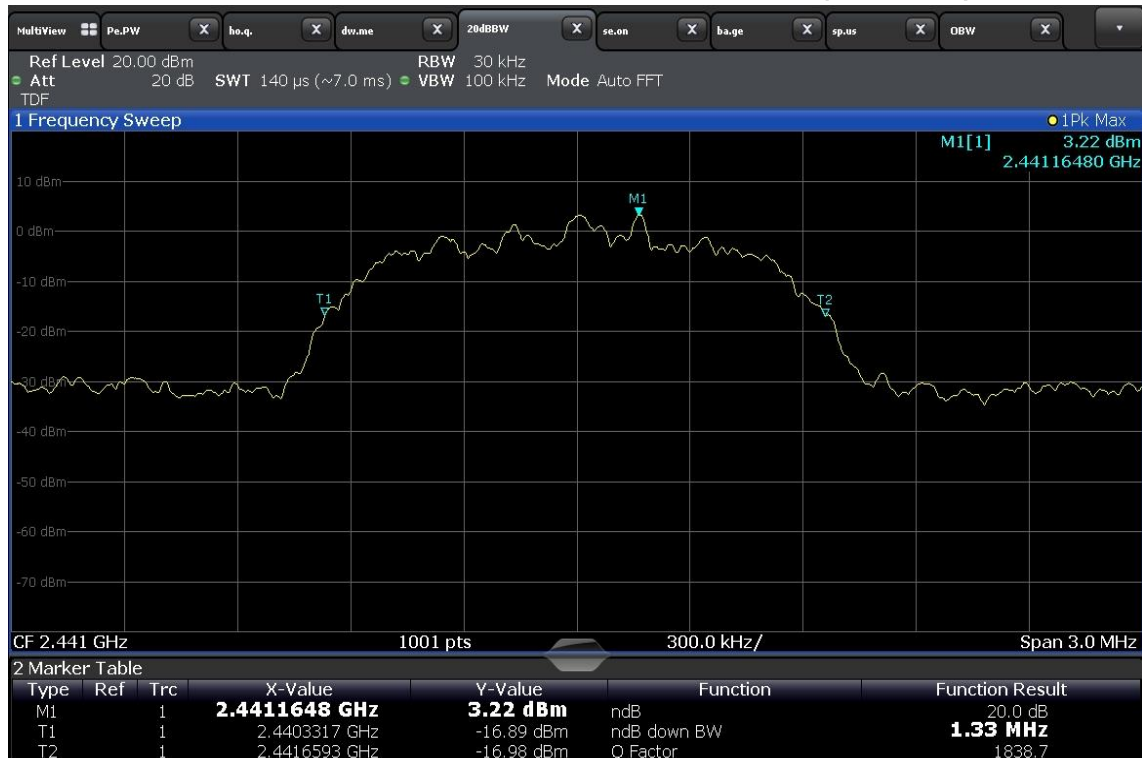 MultiView Pe.PW X ho.q. X dw.me X 20dBBW X se.on X ba.ge X sp.us X OBW X
Ref Level 20.00 dBm RBW 30 kHz
Att 20 dB SWT 140 µs (~7.0 ms) VBW 100 kHz Mode Auto FFT
TDF
1 Frequency Sweep 1Pk Max
M1[1] 3.22 dBm
2.44116480 GHz
10 dBm
M1
0 dBm
-10 dBm
T1 T2
-20 dBm
-30 dBm
-40 dBm
-50 dBm
-60 dBm
-70 dBm
CF 2.441 GHz 1001 pts 300.0 kHz/ Span 3.0 MHz
2 Marker Table
Type Ref Trc X-Value Y-Value Function Function Result
M1 1 2.4411648 GHz 3.22 dBm ndB 20.0 dB
T1 1 2.4403317 GHz -16.89 dBm ndB down BW 1.33 MHz
T2 1 2.4416593 GHz -16.98 dBm Q Factor 1838.7